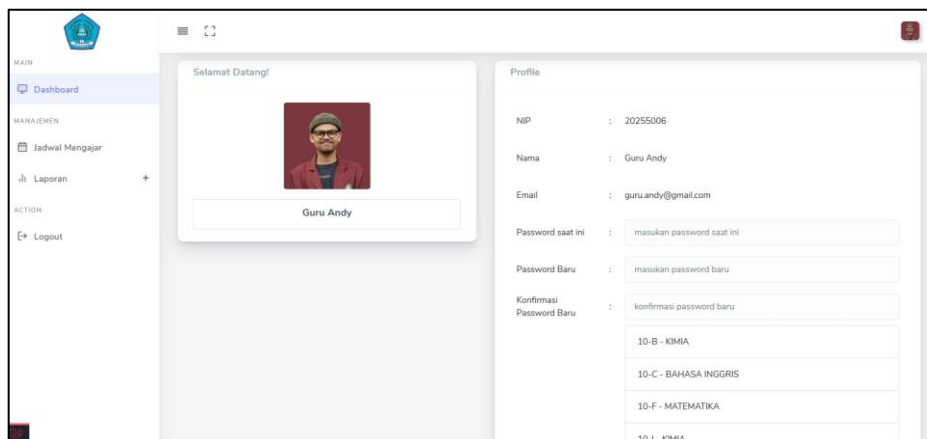 MAIN
Dashboard
MANAJEMEN
Jadwal Mengajar
Laporan +
ACTION
Logout
Selamat Datang!
Guru Andy
Profile
NIP : 20255006
Nama : Guru Andy
Email : guru.andy@gmail.com
Password saat ini : masukan password saat ini
Password Baru : masukan password baru
Konfirmasi
Password Baru : konfirmasi password baru
10-B - KIMIA
10-C - BAHASA INGGRIS
10-F - MATEMATIKA
10-L - KIMIA